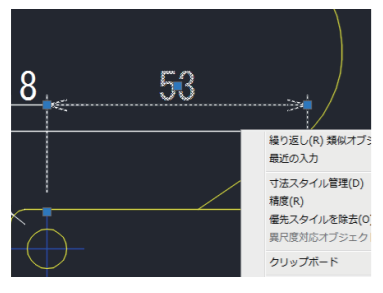 8
53
繰り返し(R) 類似オブジ
最近の入力
寸法スタイル管理(D)
精度(R)
優先スタイルを除去(O)
異尺度対応オブジェクト
クリップボード